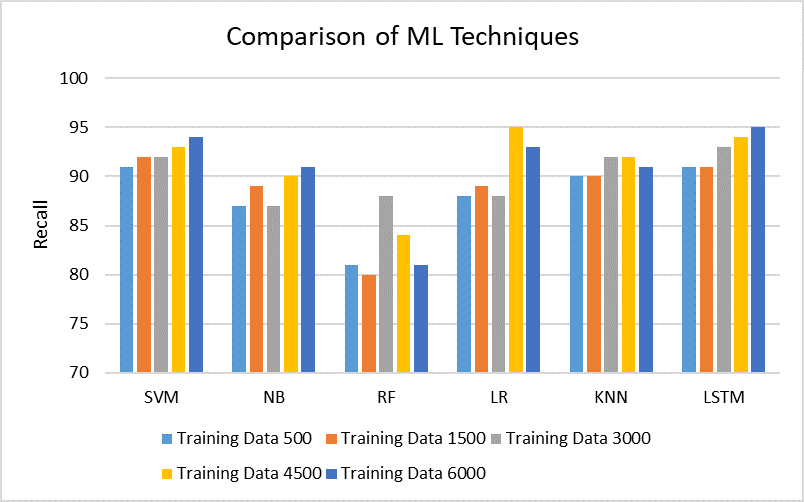 Comparison of ML Techniques
100
95
90
85
80
75
70
Recall
SVM NB RF LR KNN LSTM
Training Data 500 Training Data 1500 Training Data 3000
Training Data 4500 Training Data 6000